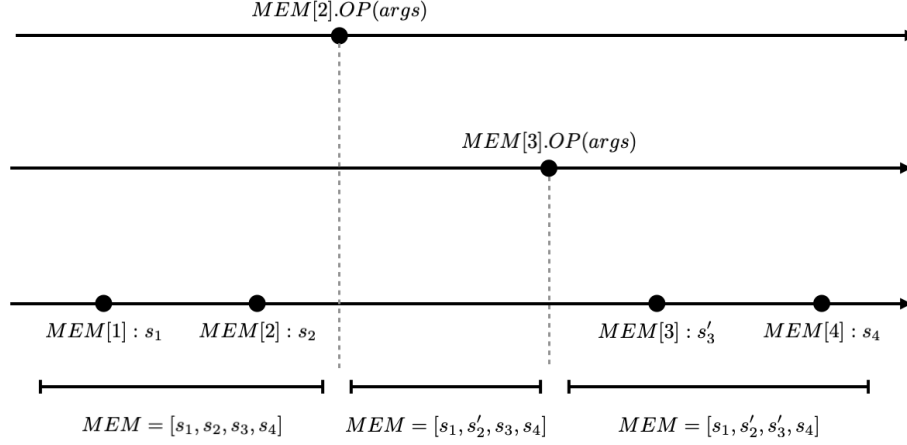 MEM[2].OP(args)
MEM[3].OP(args)
MEM[1] : s₁ MEM[2] : s₂ MEM[3] : s′₃ MEM[4] : s₄
MEM = [s₁, s₂, s₃, s₄] MEM = [s₁, s′₂, s₃, s₄] MEM = [s₁, s′₂, s′₃, s₄]